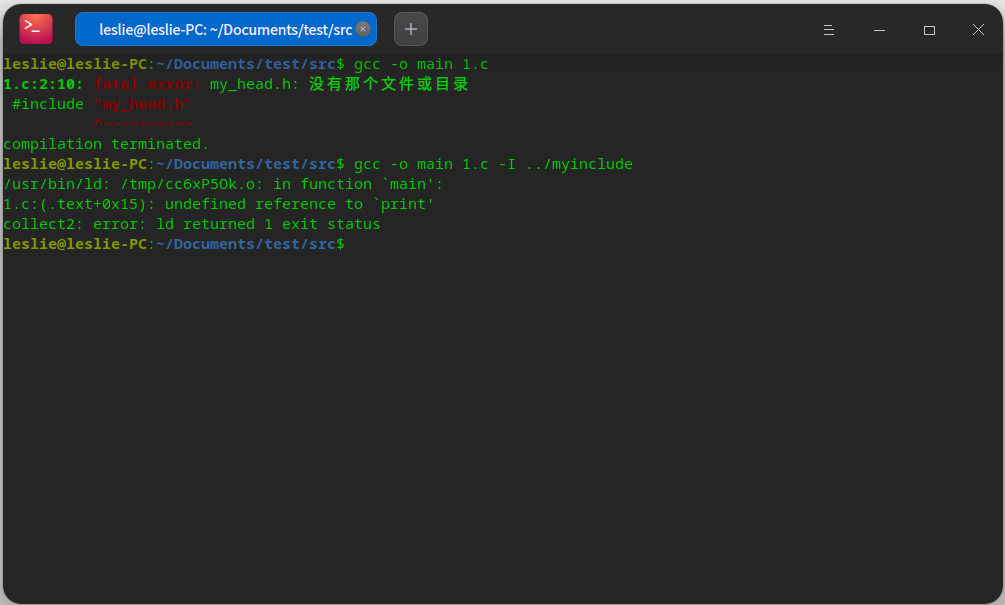 >_
leslie@leslie-PC: ~/Documents/test/src
leslie@leslie-PC:~/Documents/test/src$ gcc -o main 1.c
1.c:2:10: fatal error: my_head.h: 没有那个文件或目录
 #include "my_head.h"
          ^~~~~~~~~~~
compilation terminated.
leslie@leslie-PC:~/Documents/test/src$ gcc -o main 1.c -I ../myinclude
/usr/bin/ld: /tmp/cc6xP5Ok.o: in function `main':
1.c:(.text+0x15): undefined reference to `print'
collect2: error: ld returned 1 exit status
leslie@leslie-PC:~/Documents/test/src$